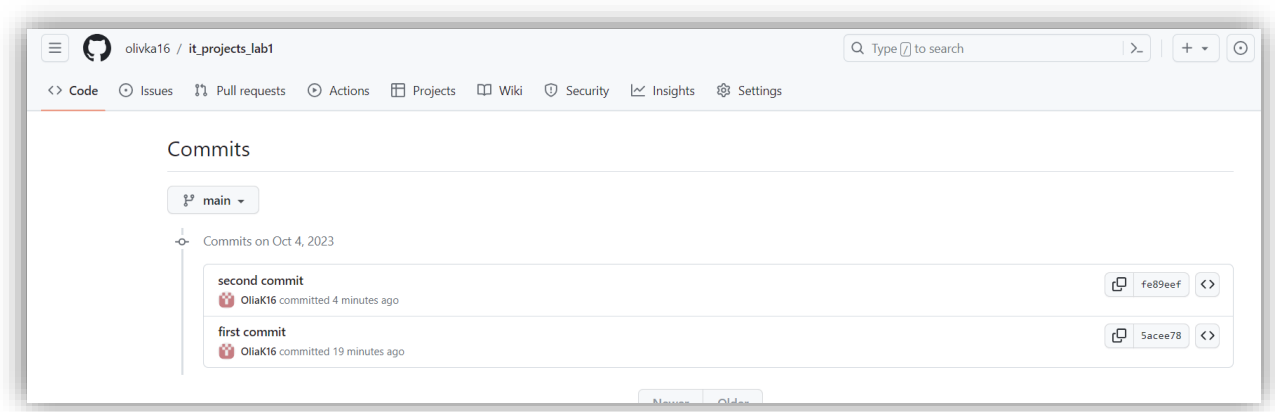 olivka16 / it_projects_lab1
Type / to search
Code Issues Pull requests Actions Projects Wiki Security Insights Settings
Commits
main
Commits on Oct 4, 2023
second commit
fe89eef
OliaK16 committed 4 minutes ago
first commit
5acee78
OliaK16 committed 19 minutes ago
Newer Older